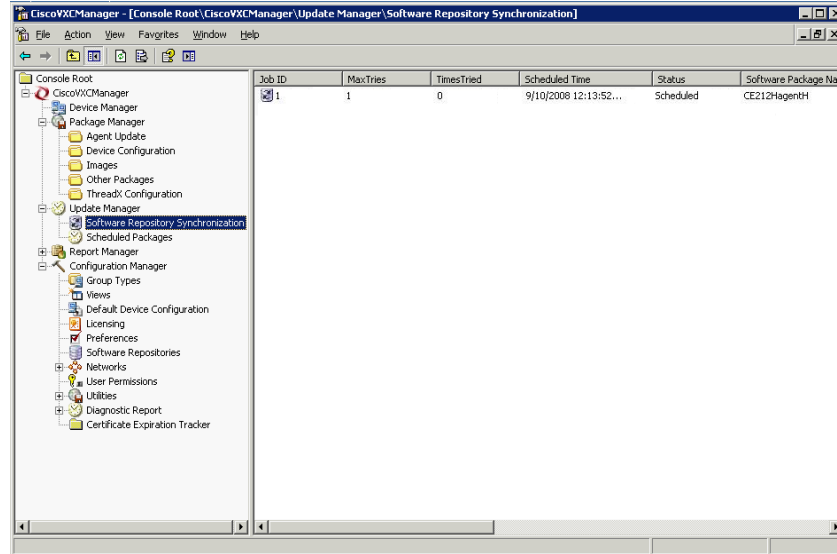 CiscoVXCManager - [Console Root\CiscoVXCManager\Update Manager\Software Repository Synchronization]
File Action View Favorites Window Help
Console Root
CiscoVXCManager
Device Manager
Package Manager
Agent Update
Device Configuration
Images
Other Packages
ThreadX Configuration
Update Manager
Software Repository Synchronization
Scheduled Packages
Report Manager
Configuration Manager
Group Types
Views
Default Device Configuration
Licensing
Preferences
Software Repositories
Networks
User Permissions
Utilities
Diagnostic Report
Certificate Expiration Tracker
Job ID MaxTries TimesTried Scheduled Time Status Software Package Na
1 1 0 9/10/2008 12:13:52... Scheduled CE212HagentH